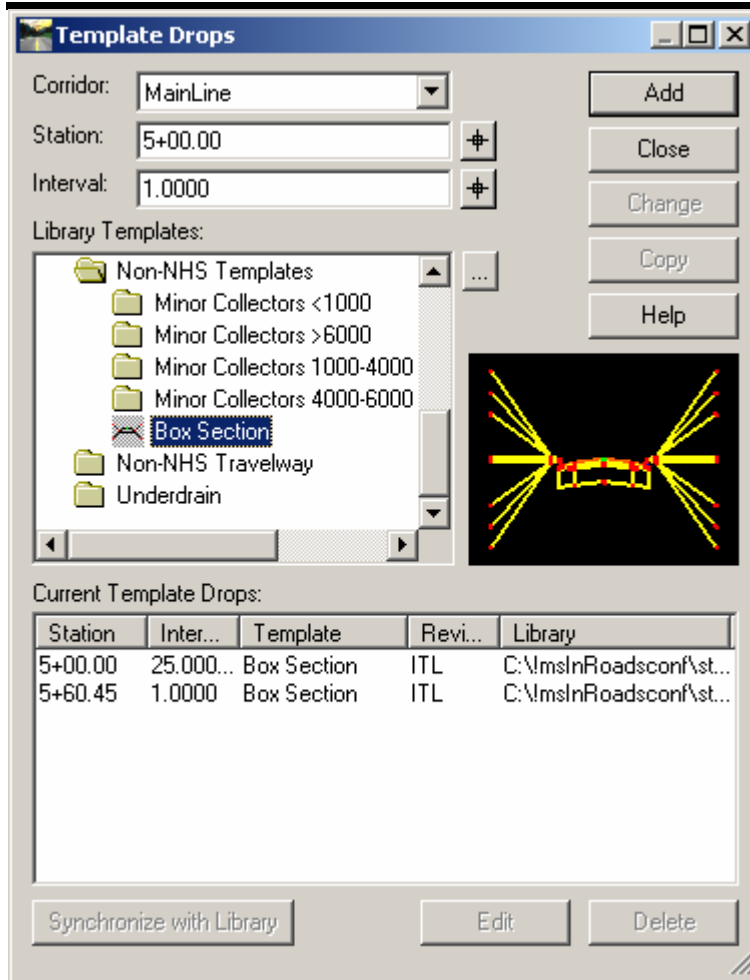 Template Drops
Corridor: MainLine
Add
Station: 5+00.00
Close
Interval: 1.0000
Change
Library Templates:
Copy
Non-NHS Templates
...
Minor Collectors <1000
Help
Minor Collectors >6000
Minor Collectors 1000-4000
Minor Collectors 4000-6000
Box Section
Non-NHS Travelway
Underdrain
Current Template Drops:
Station Inter... Template Revi... Library
5+00.00 25.000... Box Section ITL C:\!msInRoadsconf\st...
5+60.45 1.0000 Box Section ITL C:\!msInRoadsconf\st...
Synchronize with Library Edit Delete